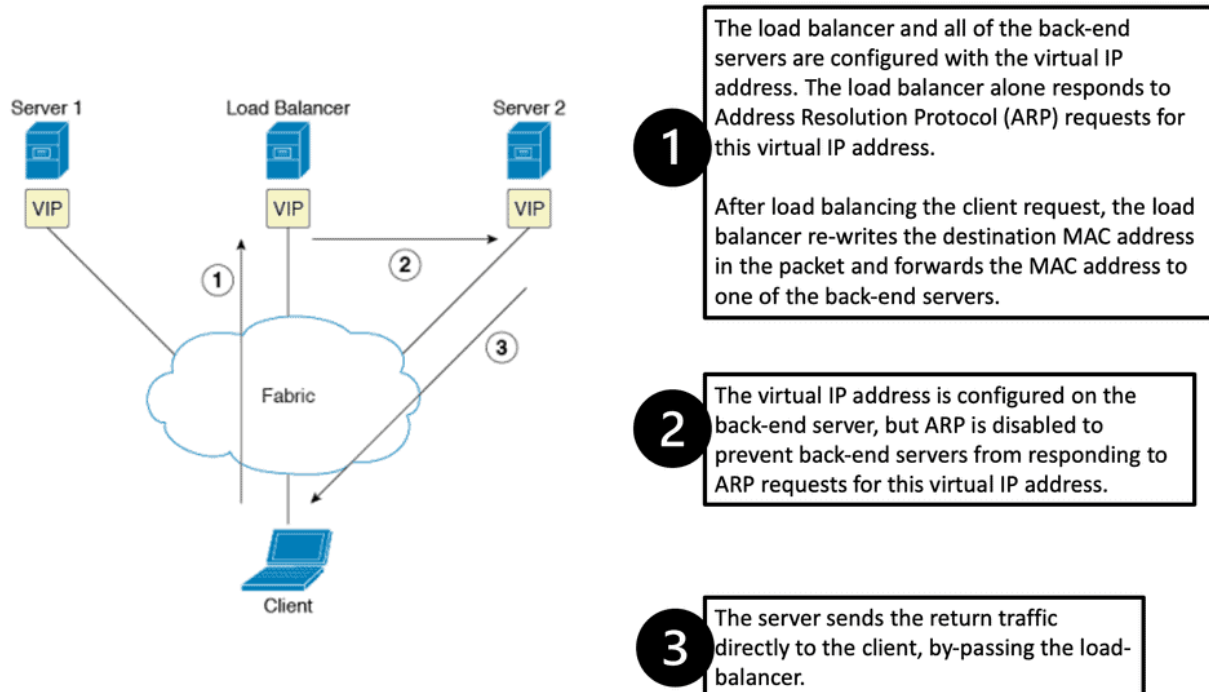 Server 1
Load Balancer
Server 2
VIP
VIP
VIP
1
2
3
Fabric
Client
1
The load balancer and all of the back-end
servers are configured with the virtual IP
address. The load balancer alone responds to
Address Resolution Protocol (ARP) requests for
this virtual IP address.
After load balancing the client request, the load
balancer re-writes the destination MAC address
in the packet and forwards the MAC address to
one of the back-end servers.
2
The virtual IP address is configured on the
back-end server, but ARP is disabled to
prevent back-end servers from responding to
ARP requests for this virtual IP address.
3
The server sends the return traffic
directly to the client, by-passing the load-
balancer.